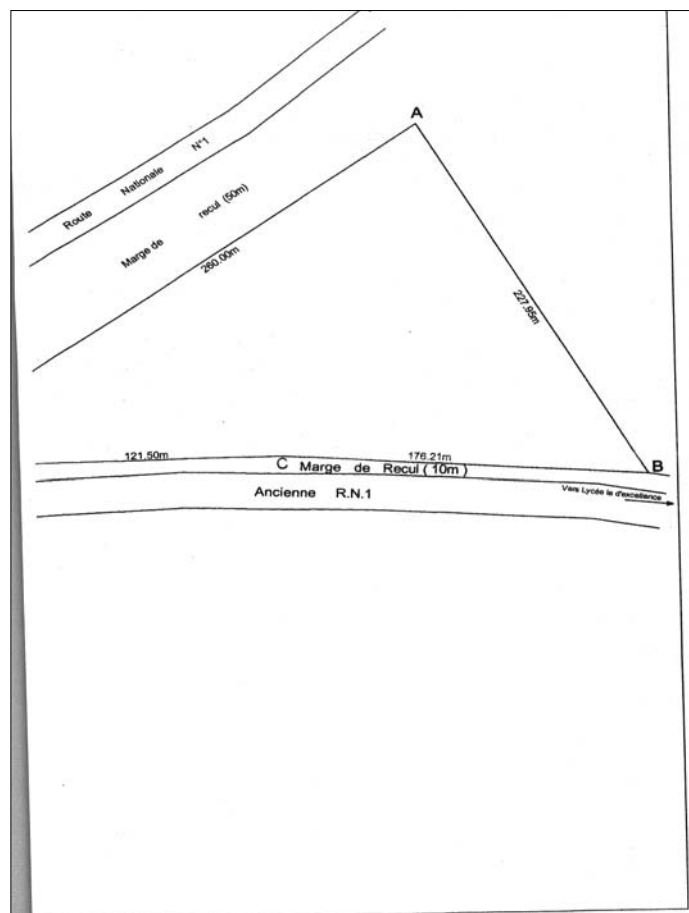 A
Route Nationale N°1
Marge de recul (50m)
260.00m
227.95m
121.50m
176.21m
B
C Marge de Recul ( 10m)
Ancienne R.N.1
Vers Lycée le d'excellence